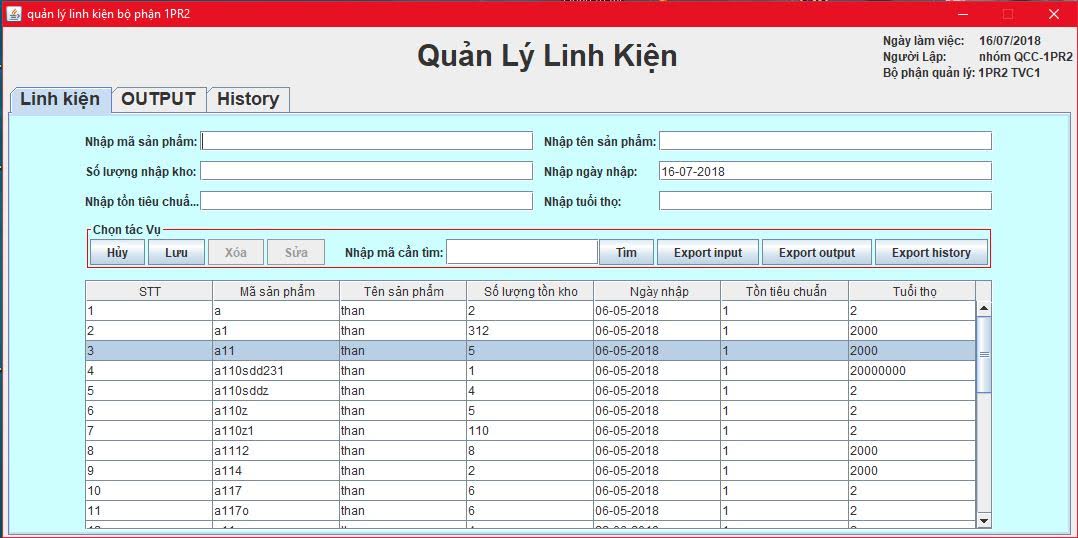 quản lý linh kiện bộ phận 1PR2
Quản Lý Linh Kiện
Ngày làm việc: 16/07/2018
Người Lập: nhóm QCC-1PR2
Bộ phận quản lý: 1PR2 TVC1
Linh kiện OUTPUT History
Nhập mã sản phẩm: Nhập tên sản phẩm:
Số lượng nhập kho: Nhập ngày nhập: 16-07-2018
Nhập tồn tiêu chuẩ... Nhập tuổi thọ:
Chọn tác Vụ
Hủy Lưu Xóa Sửa Nhập mã cần tìm: Tìm Export input Export output Export history
STT Mã sản phẩm Tên sản phẩm Số lượng tồn kho Ngày nhập Tồn tiêu chuẩn Tuổi thọ
1 a than 2 06-05-2018 1 2
2 a1 than 312 06-05-2018 1 2000
3 a11 than 5 06-05-2018 1 2000
4 a110sdd231 than 1 06-05-2018 1 20000000
5 a110sddz than 4 06-05-2018 1 2
6 a110z than 5 06-05-2018 1 2
7 a110z1 than 110 06-05-2018 1 2
8 a1112 than 8 06-05-2018 1 2000
9 a114 than 2 06-05-2018 1 2000
10 a117 than 6 06-05-2018 1 2
11 a117o than 6 06-05-2018 1 2